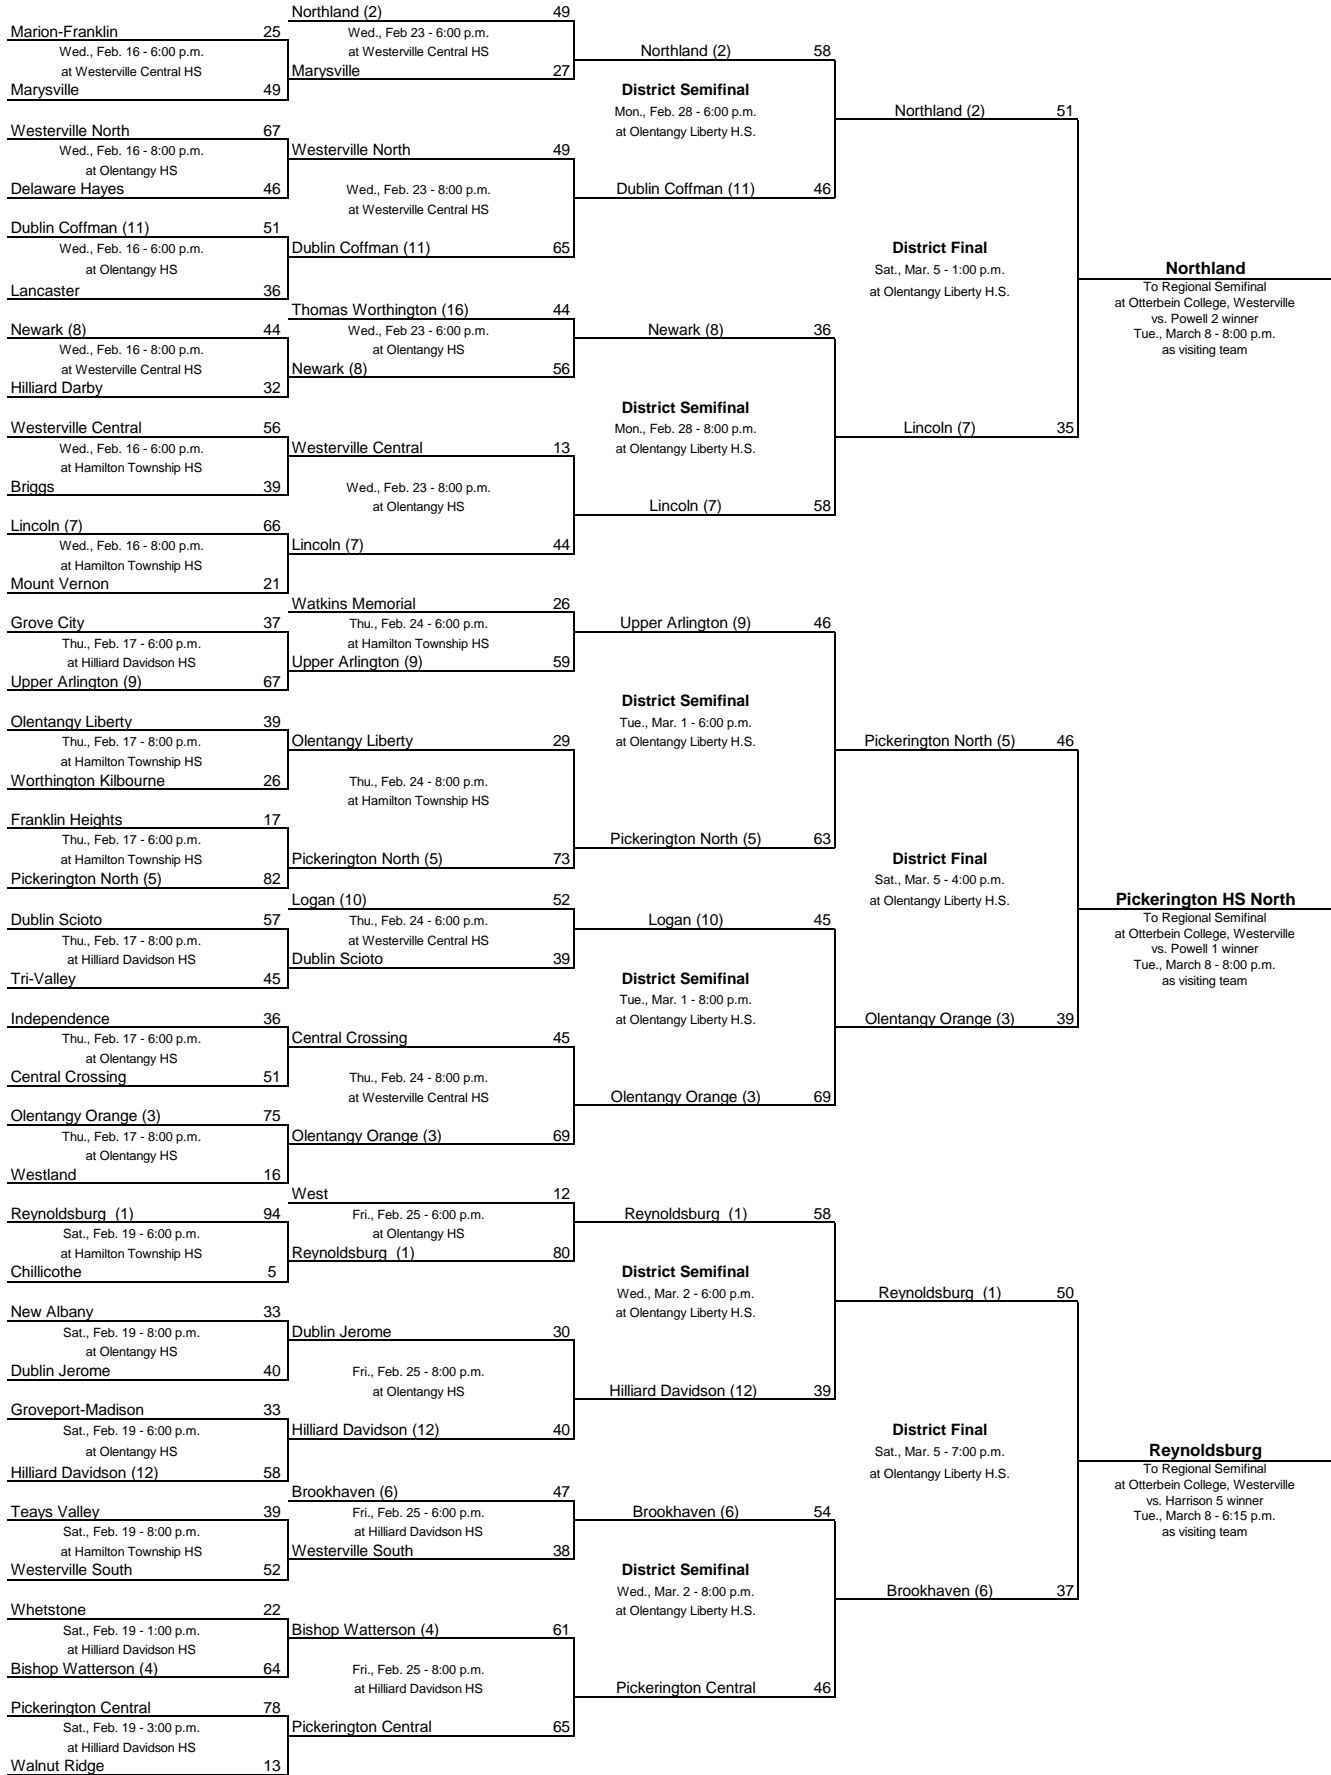 Marion-Franklin 25
Wed., Feb. 16 - 6:00 p.m.
at Westerville Central HS
Marysville 49
Westerville North 67
Wed., Feb. 16 - 8:00 p.m.
at Olentangy HS
Delaware Hayes 46
Dublin Coffman (11) 51
Wed., Feb. 16 - 6:00 p.m.
at Olentangy HS
Lancaster 36
Newark (8) 44
Wed., Feb. 16 - 8:00 p.m.
at Westerville Central HS
Hilliard Darby 32
Westerville Central 56
Wed., Feb. 16 - 6:00 p.m.
at Hamilton Township HS
Briggs 39
Lincoln (7) 66
Wed., Feb. 16 - 8:00 p.m.
at Hamilton Township HS
Mount Vernon 21
Grove City 37
Thu., Feb. 17 - 6:00 p.m.
at Hilliard Davidson HS
Upper Arlington (9) 67
Olentangy Liberty 39
Thu., Feb. 17 - 8:00 p.m.
at Hamilton Township HS
Worthington Kilbourne 26
Franklin Heights 17
Thu., Feb. 17 - 6:00 p.m.
at Hamilton Township HS
Pickerington North (5) 82
Dublin Scioto 57
Thu., Feb. 17 - 8:00 p.m.
at Hilliard Davidson HS
Tri-Valley 45
Independence 36
Thu., Feb. 17 - 6:00 p.m.
at Olentangy HS
Central Crossing 51
Olentangy Orange (3) 75
Thu., Feb. 17 - 8:00 p.m.
at Olentangy HS
Westland 16
Reynoldsburg (1) 94
Sat., Feb. 19 - 6:00 p.m.
at Hamilton Township HS
Chillicothe 5
New Albany 33
Sat., Feb. 19 - 8:00 p.m.
at Olentangy HS
Dublin Jerome 40
Groveport-Madison 33
Sat., Feb. 19 - 6:00 p.m.
at Olentangy HS
Hilliard Davidson (12) 58
Teays Valley 39
Sat., Feb. 19 - 8:00 p.m.
at Hamilton Township HS
Westerville South 52
Whetstone 22
Sat., Feb. 19 - 1:00 p.m.
at Hilliard Davidson HS
Bishop Watterson (4) 64
Pickerington Central 78
Sat., Feb. 19 - 3:00 p.m.
at Hilliard Davidson HS
Walnut Ridge 13
Northland (2) 49
Wed., Feb 23 - 6:00 p.m.
at Westerville Central HS
Marysville 27
Westerville North 49
Wed., Feb. 23 - 8:00 p.m.
at Westerville Central HS
Dublin Coffman (11) 65
Thomas Worthington (16) 44
Wed., Feb 23 - 6:00 p.m.
at Olentangy HS
Newark (8) 56
Westerville Central 13
Wed., Feb. 23 - 8:00 p.m.
at Olentangy HS
Lincoln (7) 44
Watkins Memorial 26
Thu., Feb. 24 - 6:00 p.m.
at Hamilton Township HS
Upper Arlington (9) 59
Olentangy Liberty 29
Thu., Feb. 24 - 8:00 p.m.
at Hamilton Township HS
Pickerington North (5) 73
Logan (10) 52
Thu., Feb. 24 - 6:00 p.m.
at Westerville Central HS
Dublin Scioto 39
Central Crossing 45
Thu., Feb. 24 - 8:00 p.m.
at Westerville Central HS
Olentangy Orange (3) 69
West 12
Fri., Feb. 25 - 6:00 p.m.
at Olentangy HS
Reynoldsburg (1) 80
Dublin Jerome 30
Fri., Feb. 25 - 8:00 p.m.
at Olentangy HS
Hilliard Davidson (12) 40
Brookhaven (6) 47
Fri., Feb. 25 - 6:00 p.m.
at Hilliard Davidson HS
Westerville South 38
Bishop Watterson (4) 61
Fri., Feb. 25 - 8:00 p.m.
at Hilliard Davidson HS
Pickerington Central 65
Northland (2) 58
District Semifinal
Mon., Feb. 28 - 6:00 p.m.
at Olentangy Liberty H.S.
Dublin Coffman (11) 46
Newark (8) 36
District Semifinal
Mon., Feb. 28 - 8:00 p.m.
at Olentangy Liberty H.S.
Lincoln (7) 58
Upper Arlington (9) 46
District Semifinal
Tue., Mar. 1 - 6:00 p.m.
at Olentangy Liberty H.S.
Pickerington North (5) 63
Logan (10) 45
District Semifinal
Tue., Mar. 1 - 8:00 p.m.
at Olentangy Liberty H.S.
Olentangy Orange (3) 69
Reynoldsburg (1) 58
District Semifinal
Wed., Mar. 2 - 6:00 p.m.
at Olentangy Liberty H.S.
Hilliard Davidson (12) 39
Brookhaven (6) 54
District Semifinal
Wed., Mar. 2 - 8:00 p.m.
at Olentangy Liberty H.S.
Pickerington Central 46
Northland (2) 51
District Final
Sat., Mar. 5 - 1:00 p.m.
at Olentangy Liberty H.S.
Lincoln (7) 35
Pickerington North (5) 46
District Final
Sat., Mar. 5 - 4:00 p.m.
at Olentangy Liberty H.S.
Olentangy Orange (3) 39
Reynoldsburg (1) 50
District Final
Sat., Mar. 5 - 7:00 p.m.
at Olentangy Liberty H.S.
Brookhaven (6) 37
Northland
To Regional Semifinal
at Otterbein College, Westerville
vs. Powell 2 winner
Tue., March 8 - 8:00 p.m.
as visiting team
Pickerington HS North
To Regional Semifinal
at Otterbein College, Westerville
vs. Powell 1 winner
Tue., March 8 - 8:00 p.m.
as visiting team
Reynoldsburg
To Regional Semifinal
at Otterbein College, Westerville
vs. Harrison 5 winner
Tue., March 8 - 6:15 p.m.
as visiting team